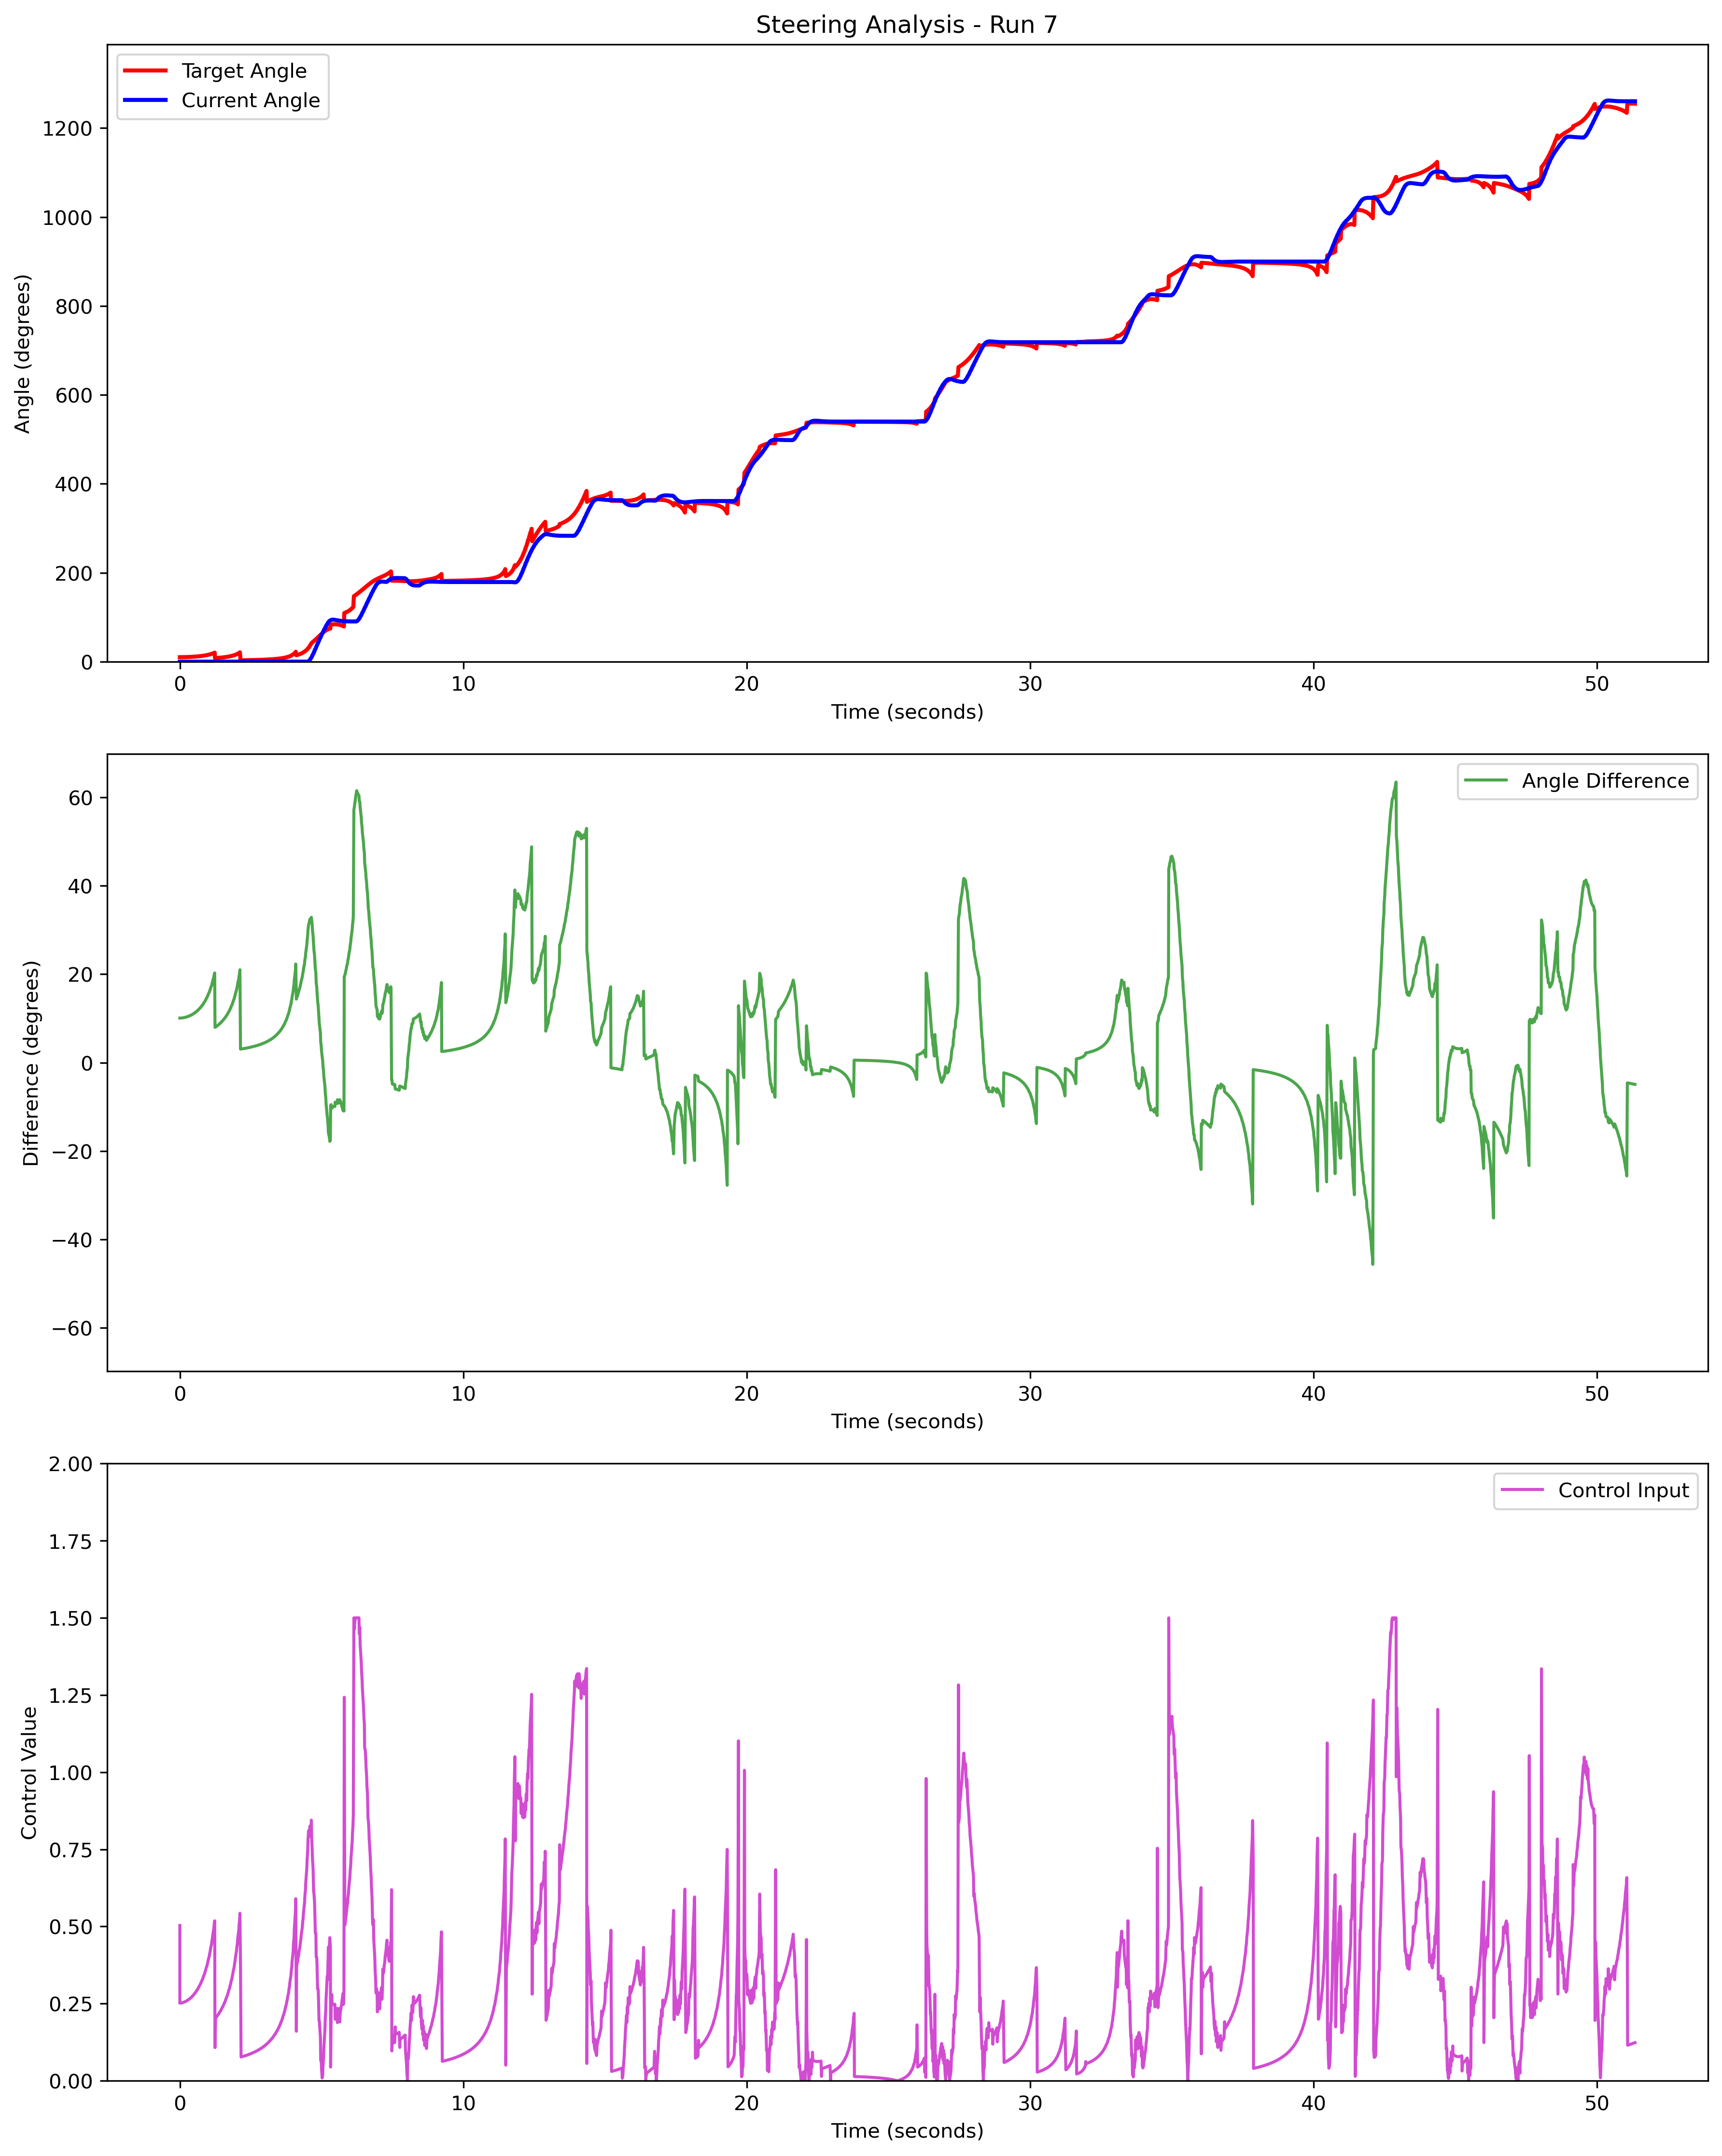 Steering Analysis - Run 7
Target Angle
Current Angle
Angle (degrees)
1200
1000
800
600
400
200
0
0 10 20 30 40 50
Time (seconds)
Angle Difference
Difference (degrees)
60
40
20
0
−20
−40
−60
0 10 20 30 40 50
Time (seconds)
Control Input
Control Value
2.00
1.75
1.50
1.25
1.00
0.75
0.50
0.25
0.00
0 10 20 30 40 50
Time (seconds)